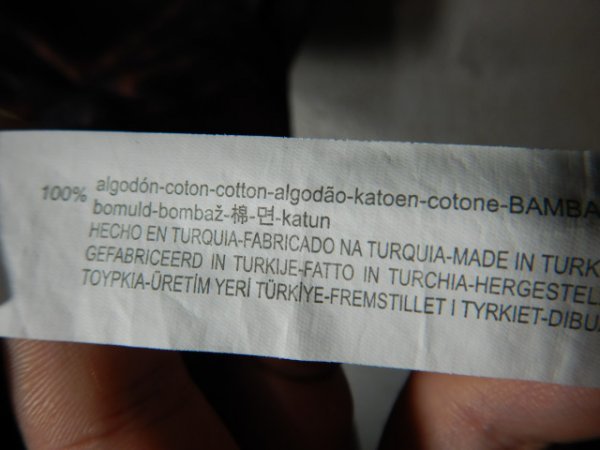 100% algodón-coton-cotton-algodão-katoen-cotone-BAMBA
bomuld-bombaž-棉-면-katun
HECHO EN TURQUIA-FABRICADO NA TURQUIA-MADE IN TURK
GEFABRICEERD IN TURKIJE-FATTO IN TURCHIA-HERGESTEL
ΤΟΥΡΚΙΑ-ÜRETİM YERİ TÜRKİYE-FREMSTILLET I TYRKIET-DIBU